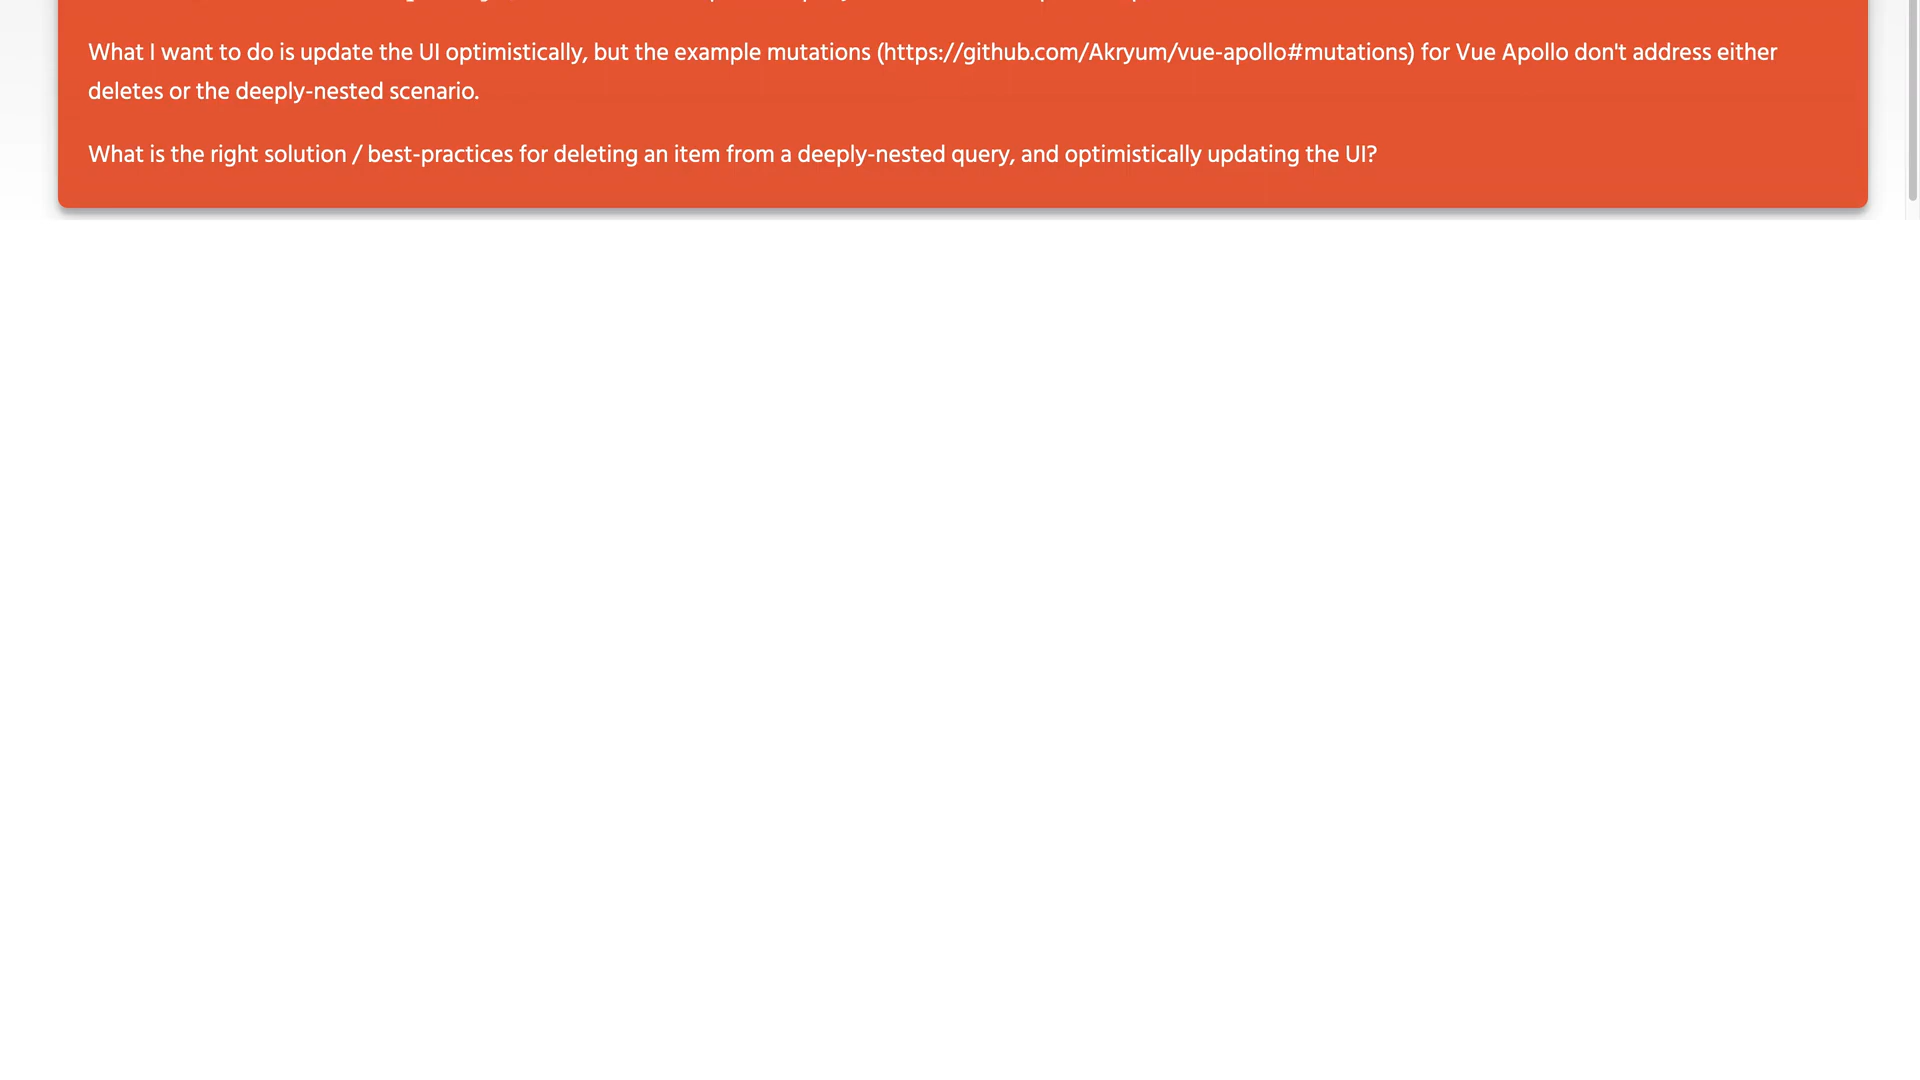 What I want to do is update the UI optimistically, but the example mutations (https://github.com/Akryum/vue-apollo#mutations) for Vue Apollo don't address either
deletes or the deeply-nested scenario.
What is the right solution / best-practices for deleting an item from a deeply-nested query, and optimistically updating the UI?